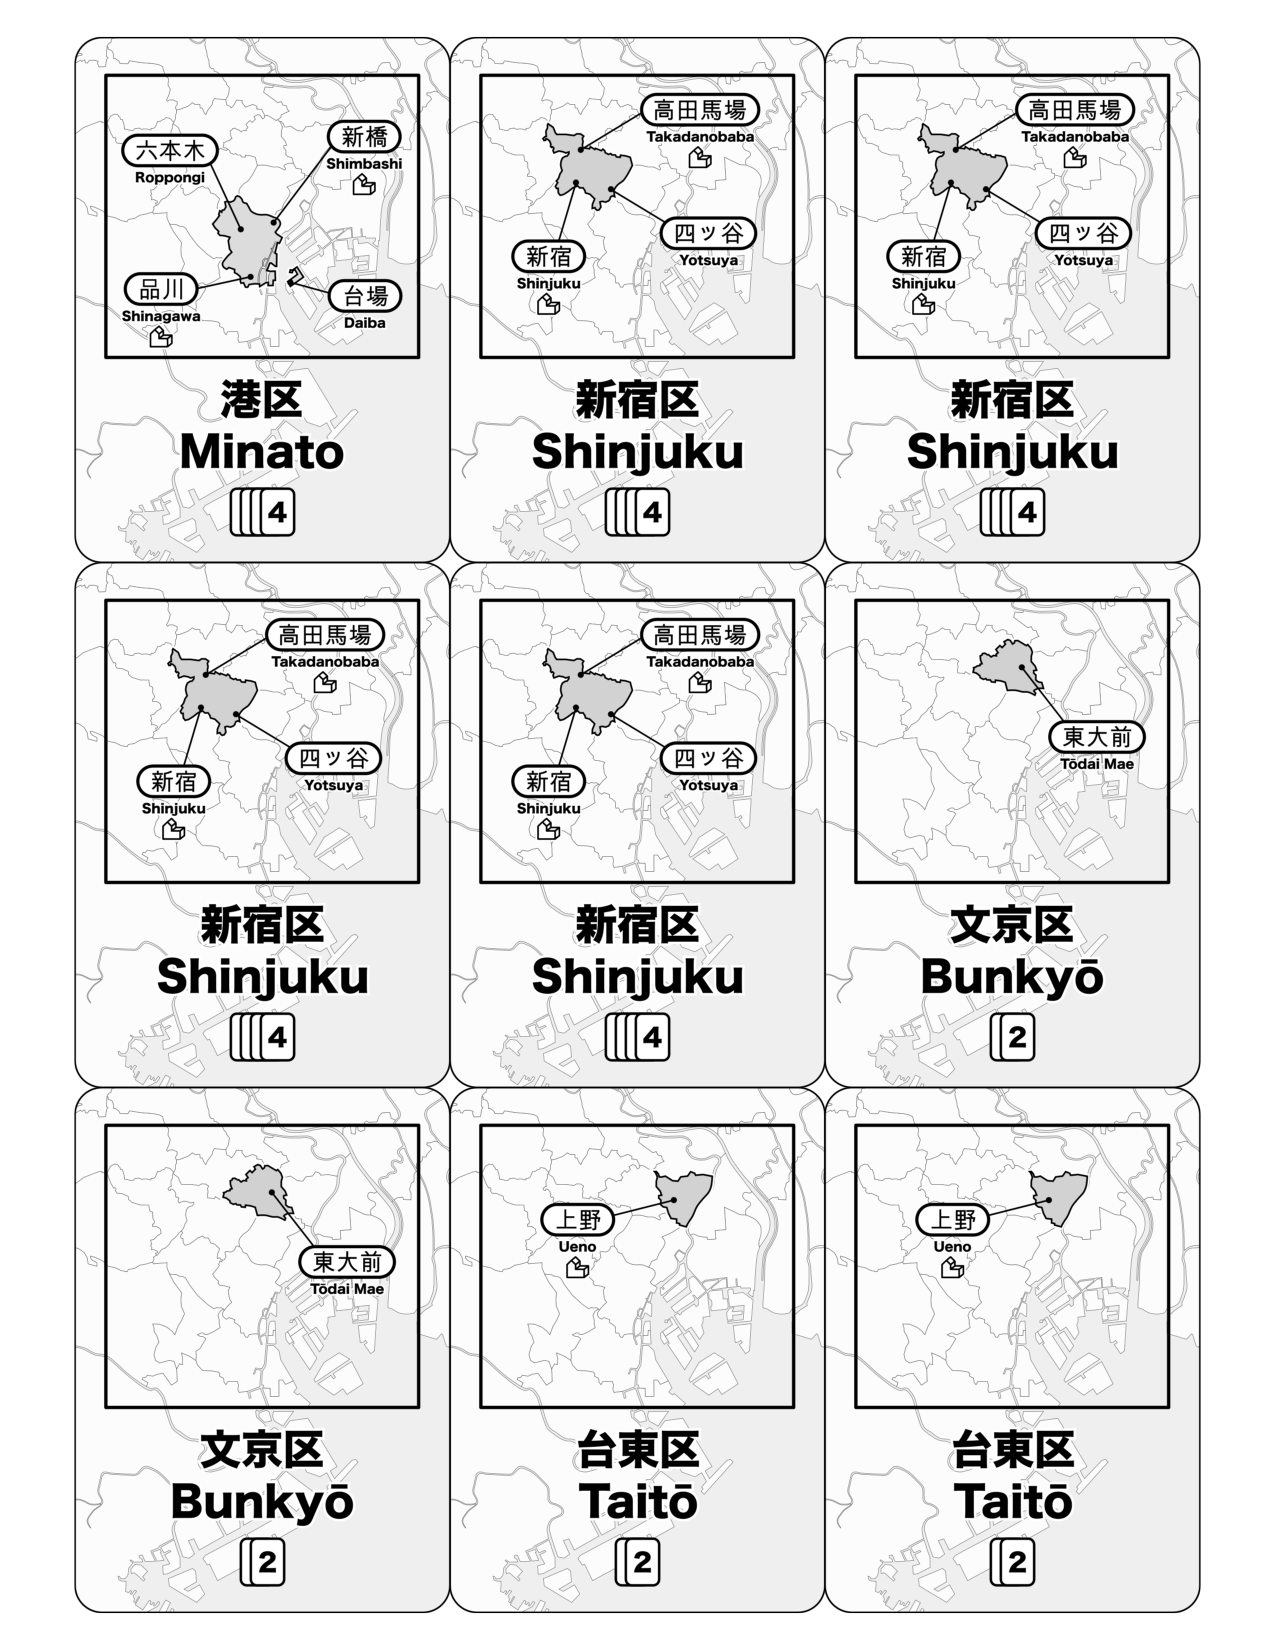 六本木
Roppongi
新橋
Shimbashi
品川
Shinagawa
台場
Daiba
港区
Minato
4
高田馬場
Takadanobaba
四ッ谷
Yotsuya
新宿
Shinjuku
新宿区
Shinjuku
4
高田馬場
Takadanobaba
四ッ谷
Yotsuya
新宿
Shinjuku
新宿区
Shinjuku
4
高田馬場
Takadanobaba
四ッ谷
Yotsuya
新宿
Shinjuku
新宿区
Shinjuku
4
高田馬場
Takadanobaba
四ッ谷
Yotsuya
新宿
Shinjuku
新宿区
Shinjuku
4
東大前
Tōdai Mae
文京区
Bunkyō
2
東大前
Tōdai Mae
文京区
Bunkyō
2
上野
Ueno
台東区
Taitō
2
上野
Ueno
台東区
Taitō
2